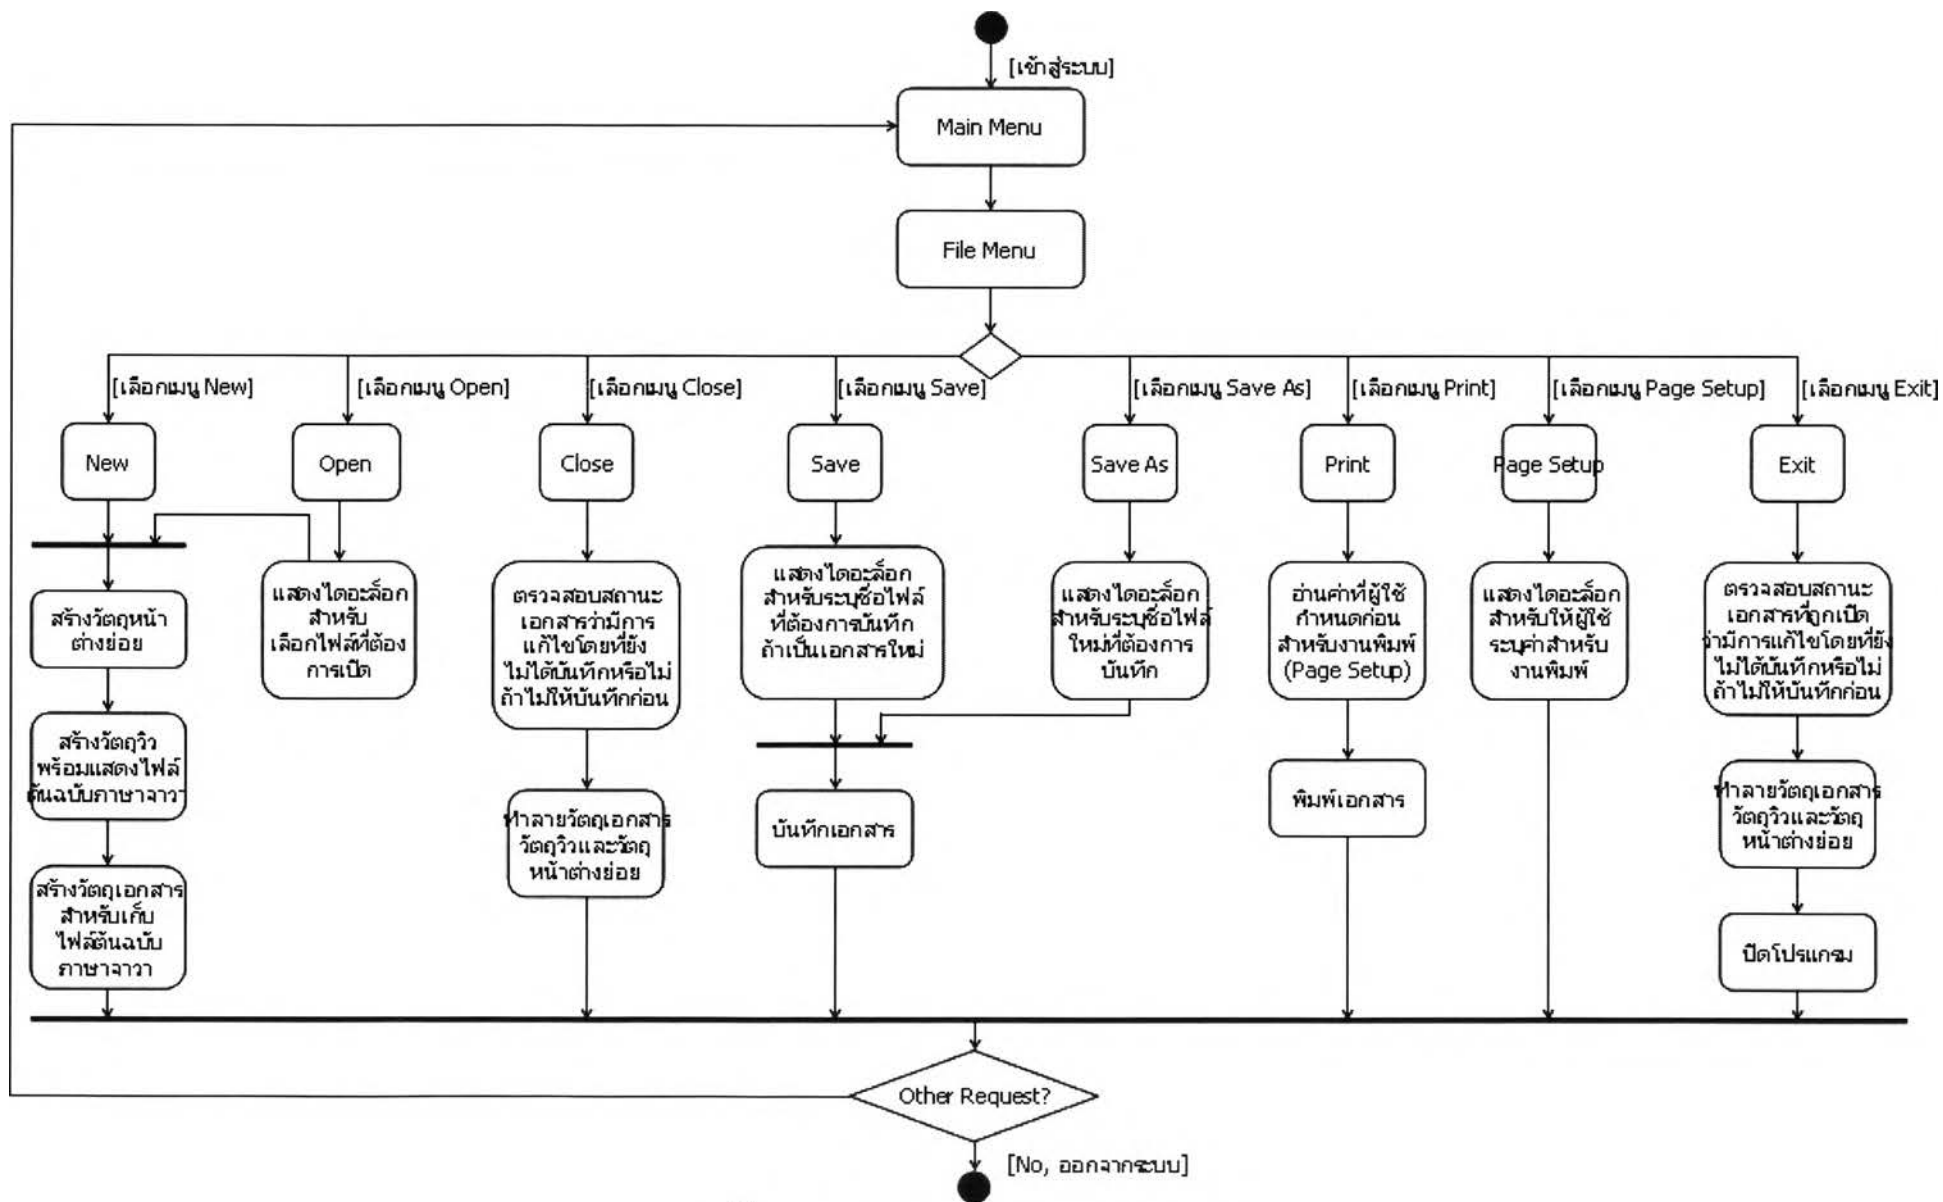 [เข้าสู่ระบบ]
Main Menu
File Menu
[เลือกเมนู New]
[เลือกเมนู Open]
[เลือกเมนู Close]
[เลือกเมนู Save]
[เลือกเมนู Save As]
[เลือกเมนู Print]
[เลือกเมนู Page Setup]
[เลือกเมนู Exit]
New
Open
Close
Save
Save As
Print
Page Setup
Exit
สร้างวัตถุหน้า
ต่างย่อย
สร้างวัตถุวิว
พร้อมแสดงไฟล์
ต้นฉบับภาษาจาวา
สร้างวัตถุเอกสาร
สำหรับเก็บ
ไฟล์ต้นฉบับ
ภาษาจาวา
แสดงไดอะล็อก
สำหรับ
เลือกไฟล์ที่ต้อง
การเปิด
ตรวจสอบสถานะ
เอกสารว่ามีการ
แก้ไขโดยที่ยัง
ไม่ได้บันทึกหรือไม่
ถ้าไม่ให้บันทึกก่อน
ทำลายวัตถุเอกสาร
วัตถุวิวและวัตถุ
หน้าต่างย่อย
แสดงไดอะล็อก
สำหรับระบุชื่อไฟล์
ที่ต้องการบันทึก
ถ้าเป็นเอกสารใหม่
บันทึกเอกสาร
แสดงไดอะล็อก
สำหรับระบุชื่อไฟล์
ใหม่ที่ต้องการ
บันทึก
อ่านค่าที่ผู้ใช้
กำหนดก่อน
สำหรับงานพิมพ์
(Page Setup)
พิมพ์เอกสาร
แสดงไดอะล็อก
สำหรับให้ผู้ใช้
ระบุค่าสำหรับ
งานพิมพ์
ตรวจสอบสถานะ
เอกสารที่ถูกเปิด
ว่ามีการแก้ไขโดยที่ยัง
ไม่ได้บันทึกหรือไม่
ถ้าไม่ให้บันทึกก่อน
ทำลายวัตถุเอกสาร
วัตถุวิวและวัตถุ
หน้าต่างย่อย
ปิดโปรแกรม
Other Request?
[No, ออกจากระบบ]